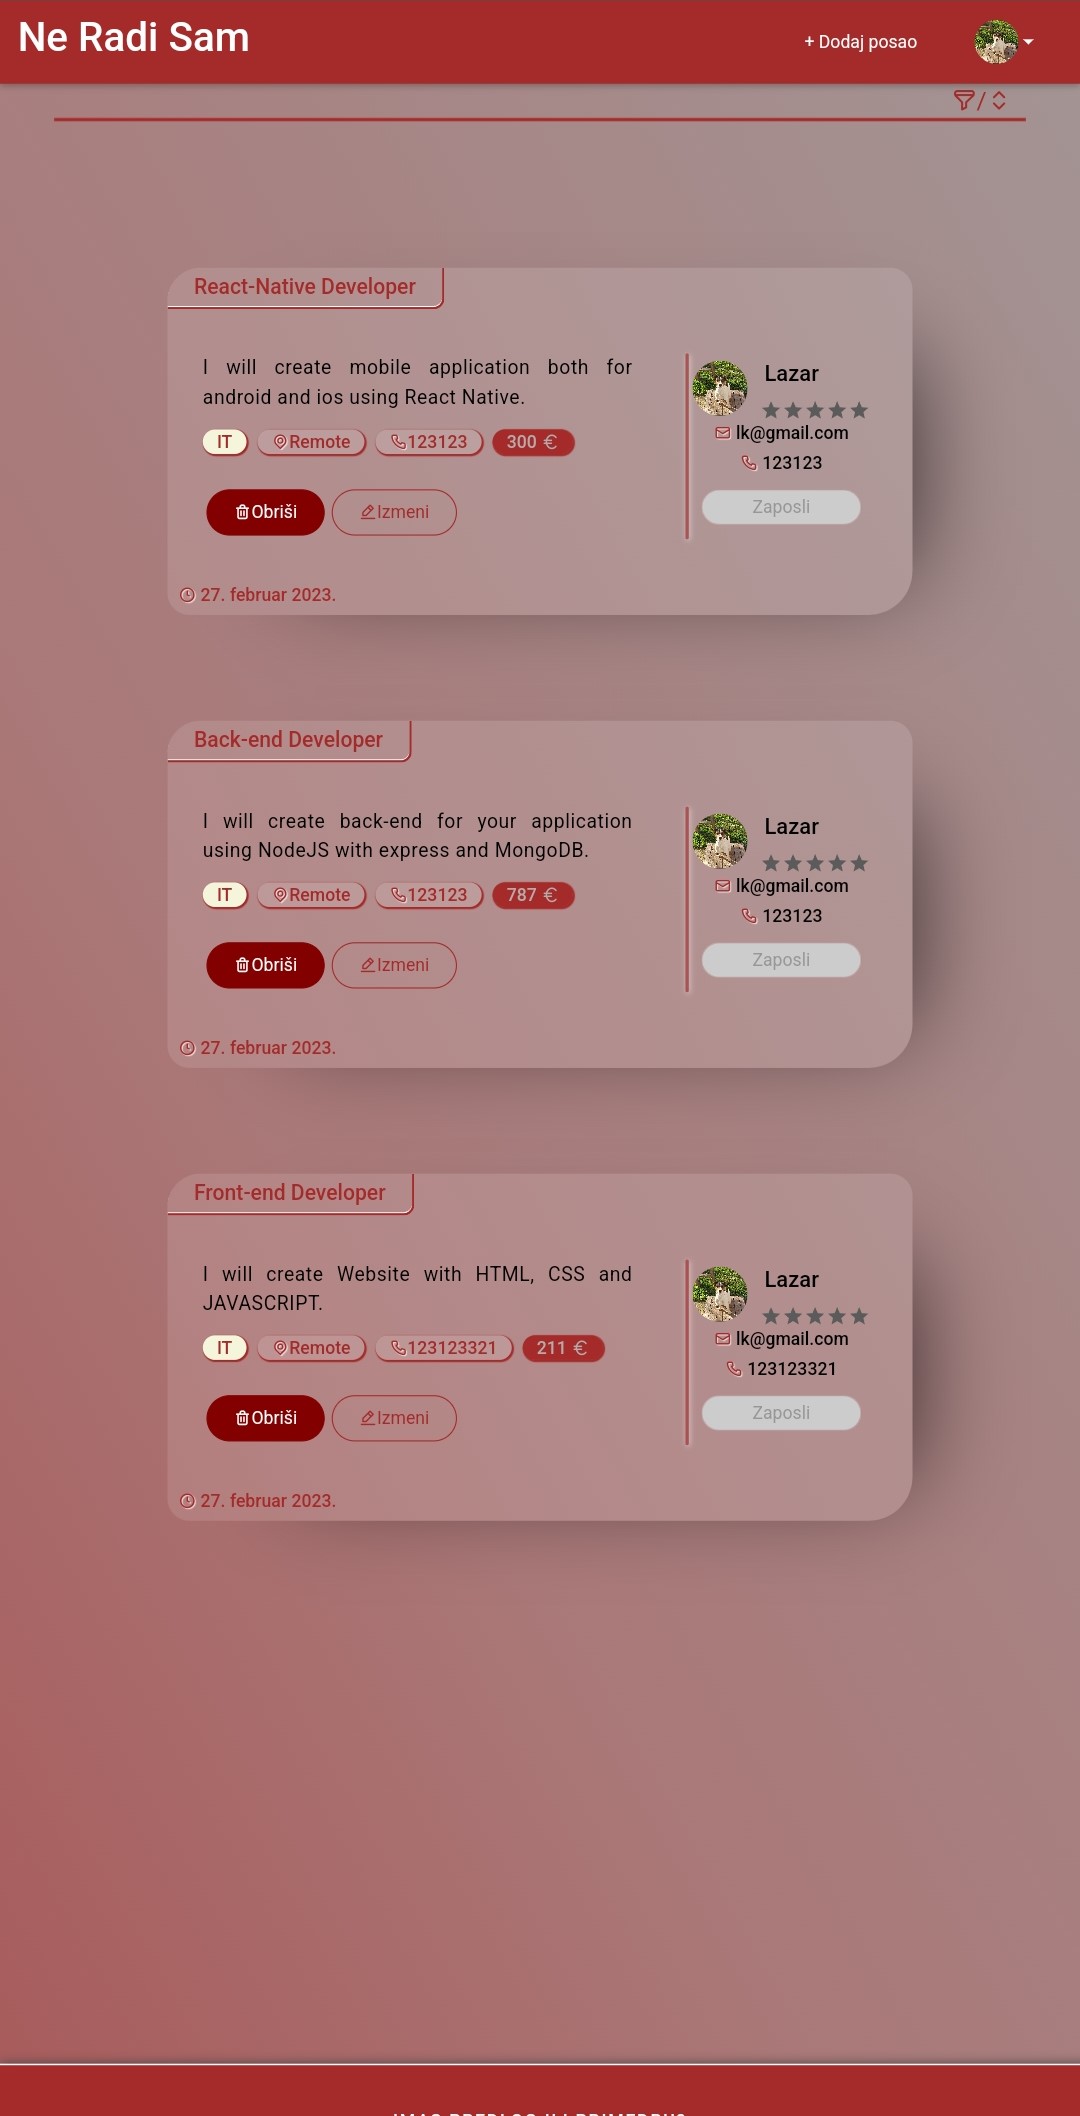 Ne Radi Sam
+ Dodaj posao
/
React-Native Developer
I will create mobile application both for
android and ios using React Native.
IT Remote 123123 300 €
Obriši Izmeni
Lazar
lk@gmail.com
123123
Zaposli
27. februar 2023.
Back-end Developer
I will create back-end for your application
using NodeJS with express and MongoDB.
IT Remote 123123 787 €
Obriši Izmeni
Lazar
lk@gmail.com
123123
Zaposli
27. februar 2023.
Front-end Developer
I will create Website with HTML, CSS and
JAVASCRIPT.
IT Remote 123123321 211 €
Obriši Izmeni
Lazar
lk@gmail.com
123123321
Zaposli
27. februar 2023.